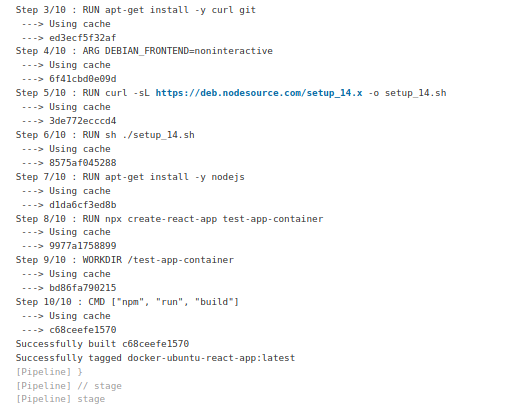 Step 3/10 : RUN apt-get install -y curl git
 ---> Using cache
 ---> ed3ecf5f32af
Step 4/10 : ARG DEBIAN_FRONTEND=noninteractive
 ---> Using cache
 ---> 6f41cbd0e09d
Step 5/10 : RUN curl -sL https://deb.nodesource.com/setup_14.x -o setup_14.sh
 ---> Using cache
 ---> 3de772ecccd4
Step 6/10 : RUN sh ./setup_14.sh
 ---> Using cache
 ---> 8575af045288
Step 7/10 : RUN apt-get install -y nodejs
 ---> Using cache
 ---> d1da6cf3ed8b
Step 8/10 : RUN npx create-react-app test-app-container
 ---> Using cache
 ---> 9977a1758899
Step 9/10 : WORKDIR /test-app-container
 ---> Using cache
 ---> bd86fa790215
Step 10/10 : CMD ["npm", "run", "build"]
 ---> Using cache
 ---> c68ceefe1570
Successfully built c68ceefe1570
Successfully tagged docker-ubuntu-react-app:latest
[Pipeline] }
[Pipeline] // stage
[Pipeline] stage